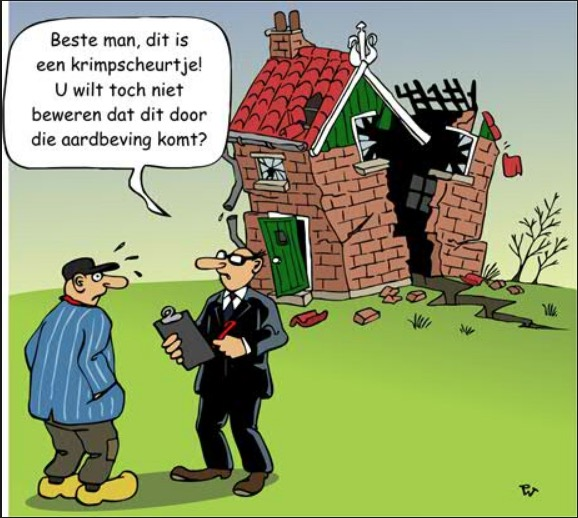 Beste man, dit is
een krimpscheurtje!
U wilt toch niet
beweren dat dit door
die aardbeving komt?